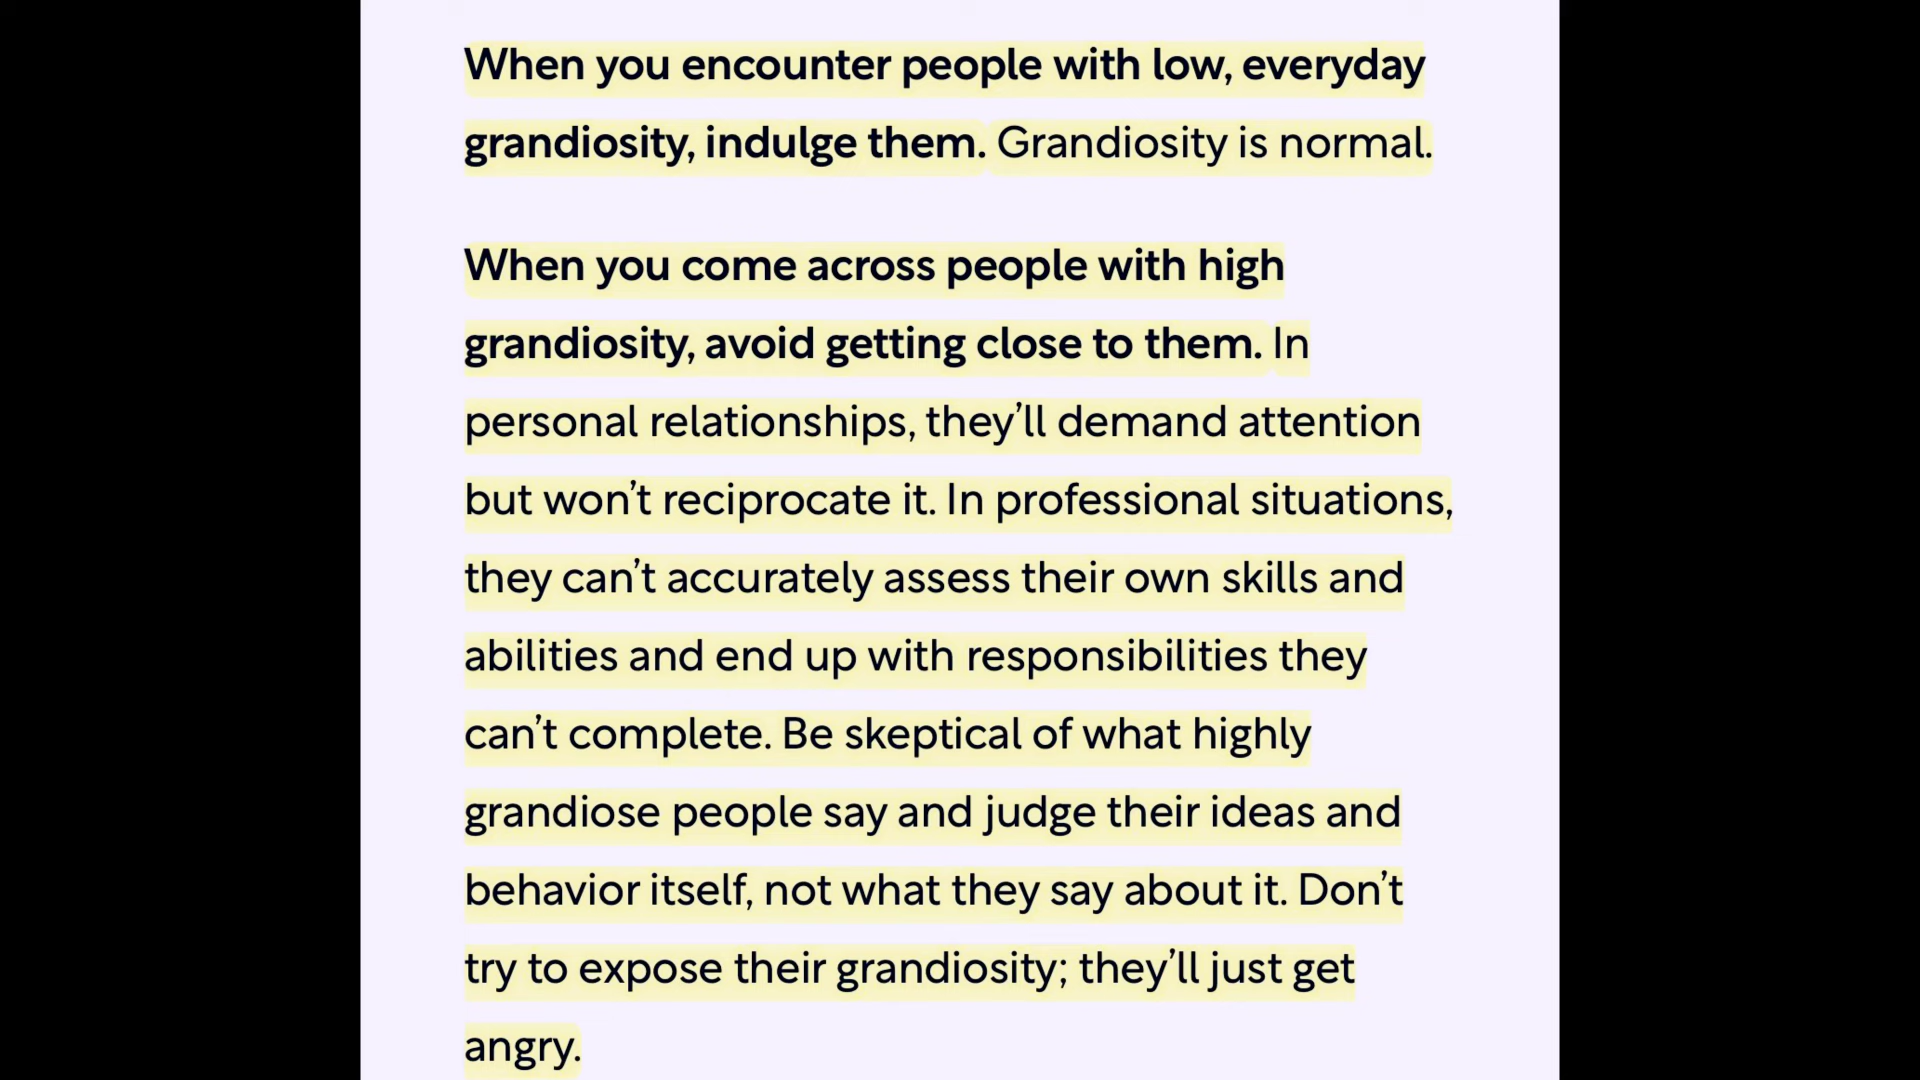 When you encounter people with low, everyday
grandiosity, indulge them. Grandiosity is normal.
When you come across people with high
grandiosity, avoid getting close to them. In
personal relationships, they’ll demand attention
but won’t reciprocate it. In professional situations,
they can’t accurately assess their own skills and
abilities and end up with responsibilities they
can’t complete. Be skeptical of what highly
grandiose people say and judge their ideas and
behavior itself, not what they say about it. Don’t
try to expose their grandiosity; they’ll just get
angry.